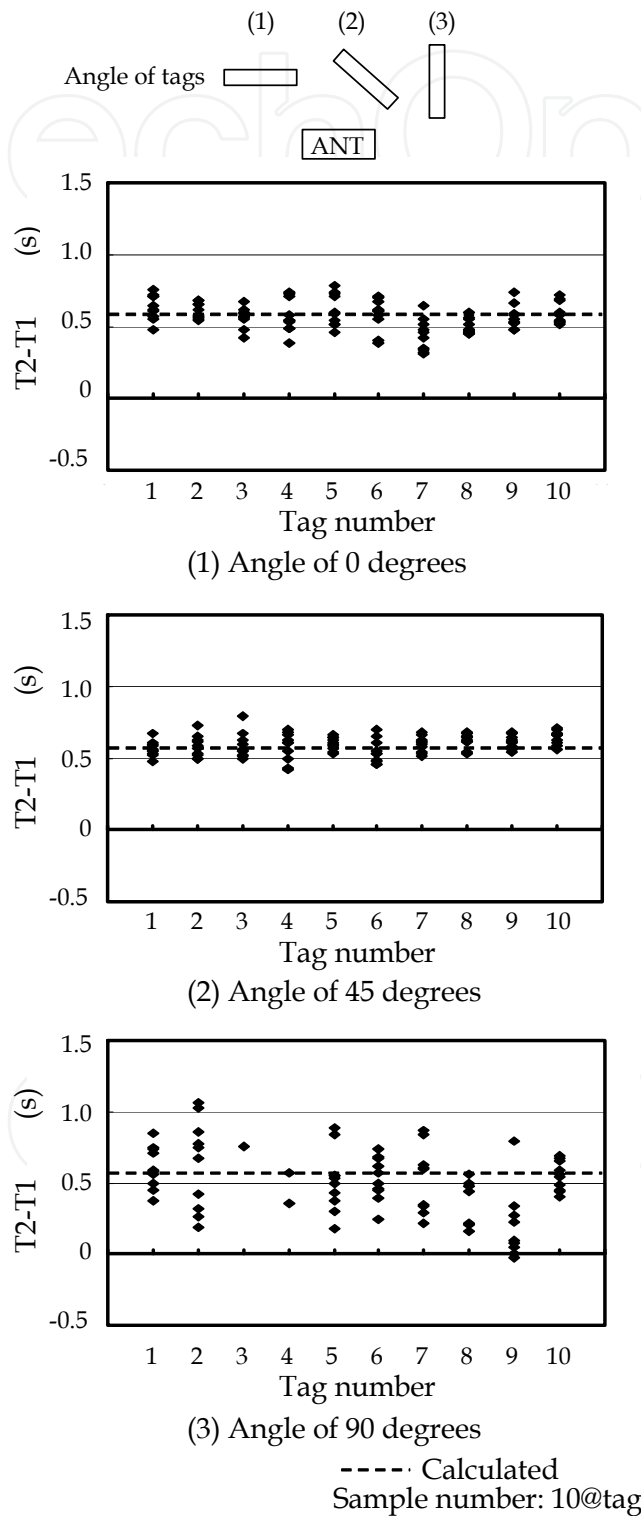 (1) (2) (3)
Angle of tags
ANT
echOp
T2-T1 (s)
1.5
1.0
0.5
0
-0.5
1 2 3 4 5 6 7 8 9 10
Tag number
(1) Angle of 0 degrees
T2-T1 (s)
1.5
1.0
0.5
0
-0.5
1 2 3 4 5 6 7 8 9 10
Tag number
(2) Angle of 45 degrees
T2-T1 (s)
1.5
1.0
0.5
0
-0.5
1 2 3 4 5 6 7 8 9 10
Tag number
(3) Angle of 90 degrees
Calculated
Sample number: 10@tag